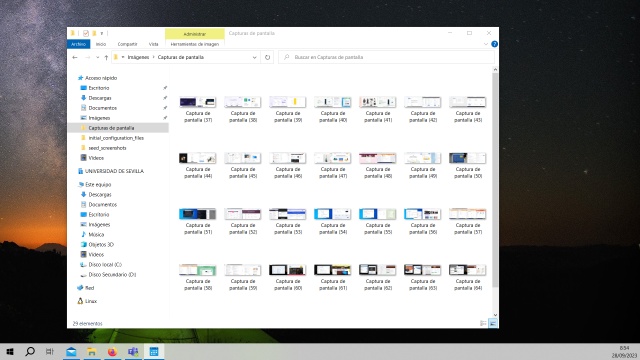 Administrar
Capturas de pantalla
Archivo
Inicio
Compartir
Vista
Herramientas de imagen
Imágenes > Capturas de pantalla
Buscar en Capturas de pantalla
Acceso rápido
Escritorio
Descargas
Documentos
Imágenes
Capturas de pantalla
initial_configuration_files
seed_screenshots
Vídeos
UNIVERSIDAD DE SEVILLA
Este equipo
Descargas
Documentos
Escritorio
Imágenes
Música
Objetos 3D
Vídeos
Disco local (C:)
Disco Secundario (D:)
Red
Linux
Captura de pantalla (37)
Captura de pantalla (38)
Captura de pantalla (39)
Captura de pantalla (40)
Captura de pantalla (41)
Captura de pantalla (42)
Captura de pantalla (43)
Captura de pantalla (44)
Captura de pantalla (45)
Captura de pantalla (46)
Captura de pantalla (47)
Captura de pantalla (48)
Captura de pantalla (49)
Captura de pantalla (50)
Captura de pantalla (51)
Captura de pantalla (52)
Captura de pantalla (53)
Captura de pantalla (54)
Captura de pantalla (55)
Captura de pantalla (56)
Captura de pantalla (57)
Captura de pantalla (58)
Captura de pantalla (59)
Captura de pantalla (60)
Captura de pantalla (61)
Captura de pantalla (62)
Captura de pantalla (63)
Captura de pantalla (64)
29 elementos
8:54
28/09/2023